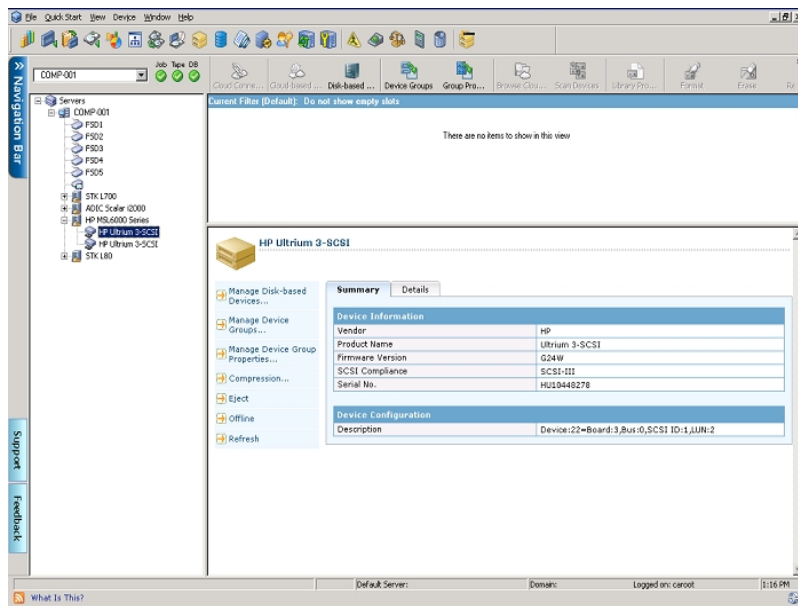 File Quick Start View Device Window Help
Job Tape DB
COMP-001
Cloud Conne... Cloud-based ... Disk-based ... Device Groups Group Pro... Browse Clou... Scan Devices Library Pro... Format Erase Re
Navigation Bar
Servers
COMP-001
FSD1
FSD2
FSD3
FSD4
FSD5
STK L700
ADIC Scalar i2000
HP MSL6000 Series
HP Ultrium 3-SCSI
HP Ultrium 3-SCSI
STK L80
Current Filter (Default): Do not show empty slots
There are no items to show in this view
HP Ultrium 3-SCSI
Manage Disk-based
Devices...
Manage Device
Groups...
Manage Device Group
Properties...
Compression...
Eject
Offline
Refresh
Summary Details
Device Information
Vendor HP
Product Name Ultrium 3-SCSI
Firmware Version G24W
SCSI Compliance SCSI-III
Serial No. HU10448278
Device Configuration
Description Device:22=Board:3,Bus:0,SCSI ID:1,LUN:2
Support
Feedback
Default Server: Domain: Logged on: caroot 1:16 PM
What Is This?